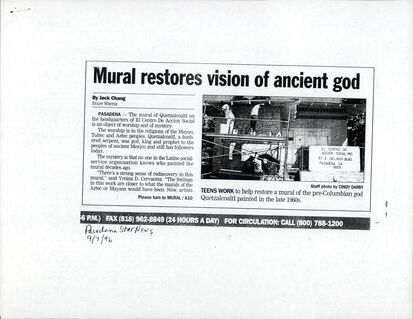 Mural restores vision of ancient god
By Jack Chang
STAFF WRITER
PASADENA — The mural of Quetzalcoatl on
the headquarters of El Centro De Accion Social
is an object of worship and of mystery.
The worship is in the religions of the Mayan,
Toltec and Aztec peoples. Quetzalcoatl, a feath-
ered serpent, was god, king and prophet to the
peoples of ancient Mexico and still has followers
today.
The mystery is that no one in the Latino social
service organization knows who painted the
mural decades ago.
"There's a strong sense of rediscovery in this
mural," said Yreina D. Cervantez. "The feelings
in this work are closer to what the murals of the
Aztec or Mayans would have been. Now, artists
Please turn to MURAL / A10
EL CENTRO DE
ACCION SOCIAL, INC.
37 E. DEL MAR BLVD
PASADENA CA
Staff photo by CINDY DARBY
TEENS WORK to help restore a mural of the pre-Columbian god
Quetzalcoatl painted in the late 1960s.
6 P.M.) FAX (818) 962-8849 (24 HOURS A DAY) FOR CIRCULATION: CALL (800) 788-1200
Pasadena Star News
9/7/96